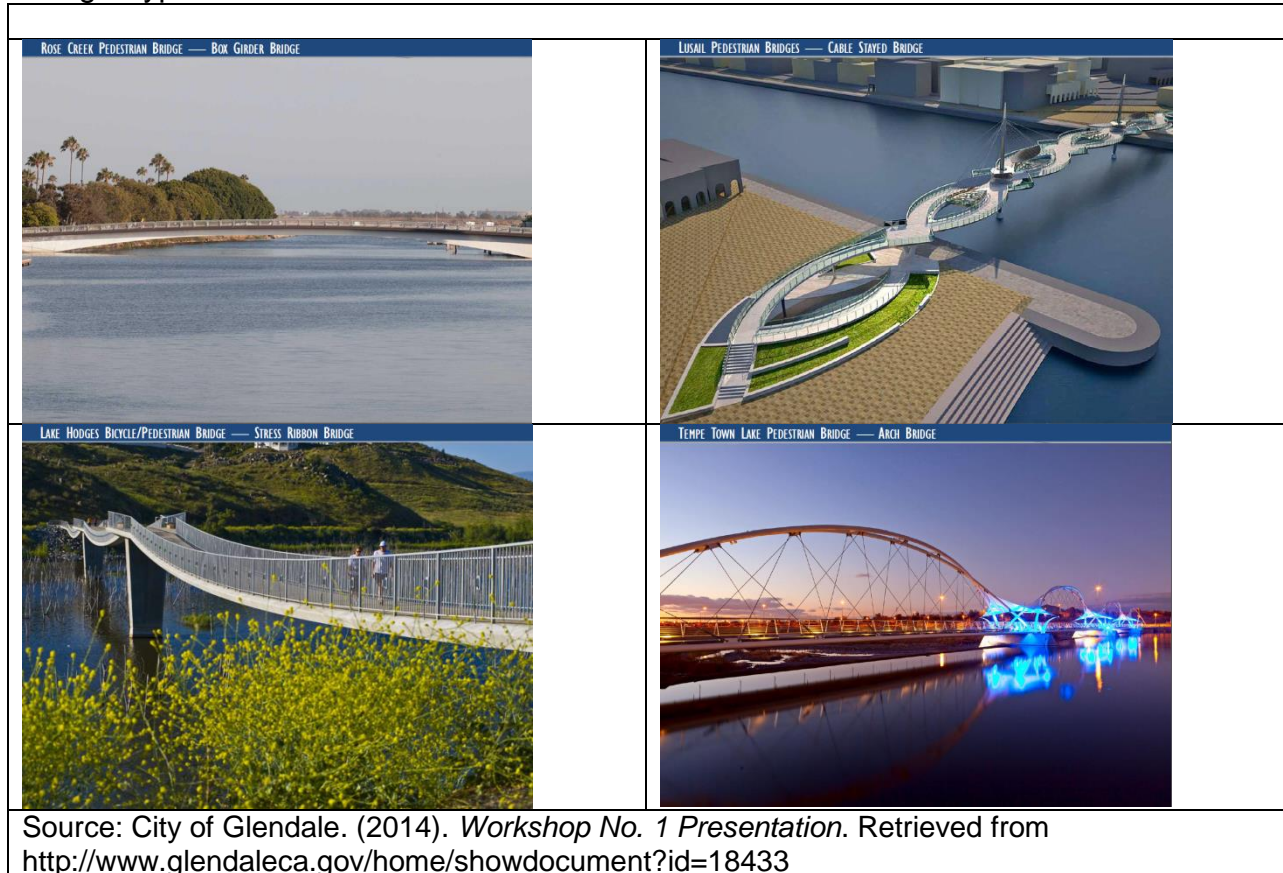 ROSE CREEK PEDESTRIAN BRIDGE — BOX GIRDER BRIDGE
LUSAIL PEDESTRIAN BRIDGES — CABLE STAYED BRIDGE
LAKE HODGES BICYCLE/PEDESTRIAN BRIDGE — STRESS RIBBON BRIDGE
TEMPE TOWN LAKE PEDESTRIAN BRIDGE — ARCH BRIDGE
Source: City of Glendale. (2014). Workshop No. 1 Presentation. Retrieved from
http://www.glendaleca.gov/home/showdocument?id=18433